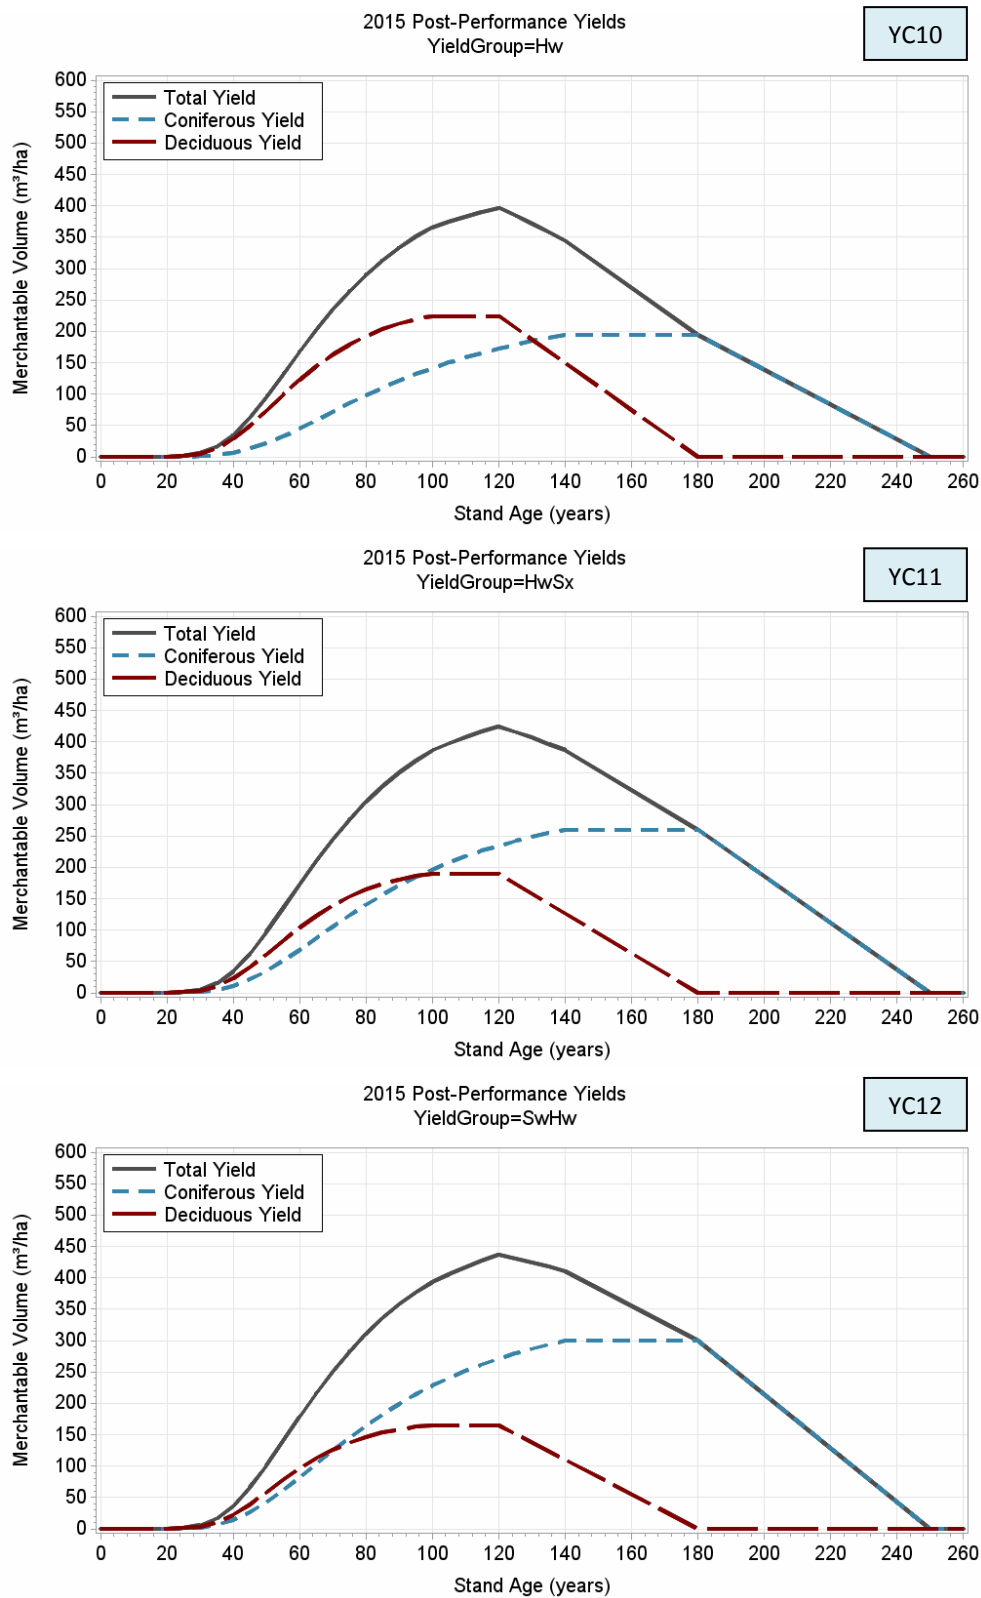 2015 Post-Performance Yields
YieldGroup=Hw
YC10
Merchantable Volume (m³/ha)
600
550
500
450
400
350
300
250
200
150
100
50
0
Total Yield
Coniferous Yield
Deciduous Yield
0 20 40 60 80 100 120 140 160 180 200 220 240 260
Stand Age (years)
2015 Post-Performance Yields
YieldGroup=HwSx
YC11
Merchantable Volume (m³/ha)
600
550
500
450
400
350
300
250
200
150
100
50
0
Total Yield
Coniferous Yield
Deciduous Yield
0 20 40 60 80 100 120 140 160 180 200 220 240 260
Stand Age (years)
2015 Post-Performance Yields
YieldGroup=SwHw
YC12
Merchantable Volume (m³/ha)
600
550
500
450
400
350
300
250
200
150
100
50
0
Total Yield
Coniferous Yield
Deciduous Yield
0 20 40 60 80 100 120 140 160 180 200 220 240 260
Stand Age (years)